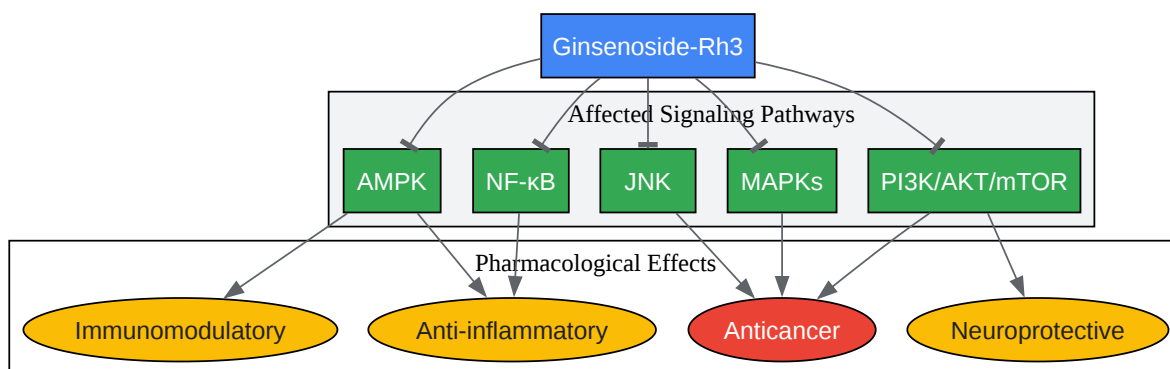 Ginsenoside-Rh3
Affected Signaling Pathways
AMPK
NF-κB
JNK
MAPKs
PI3K/AKT/mTOR
Pharmacological Effects
Immunomodulatory
Anti-inflammatory
Anticancer
Neuroprotective